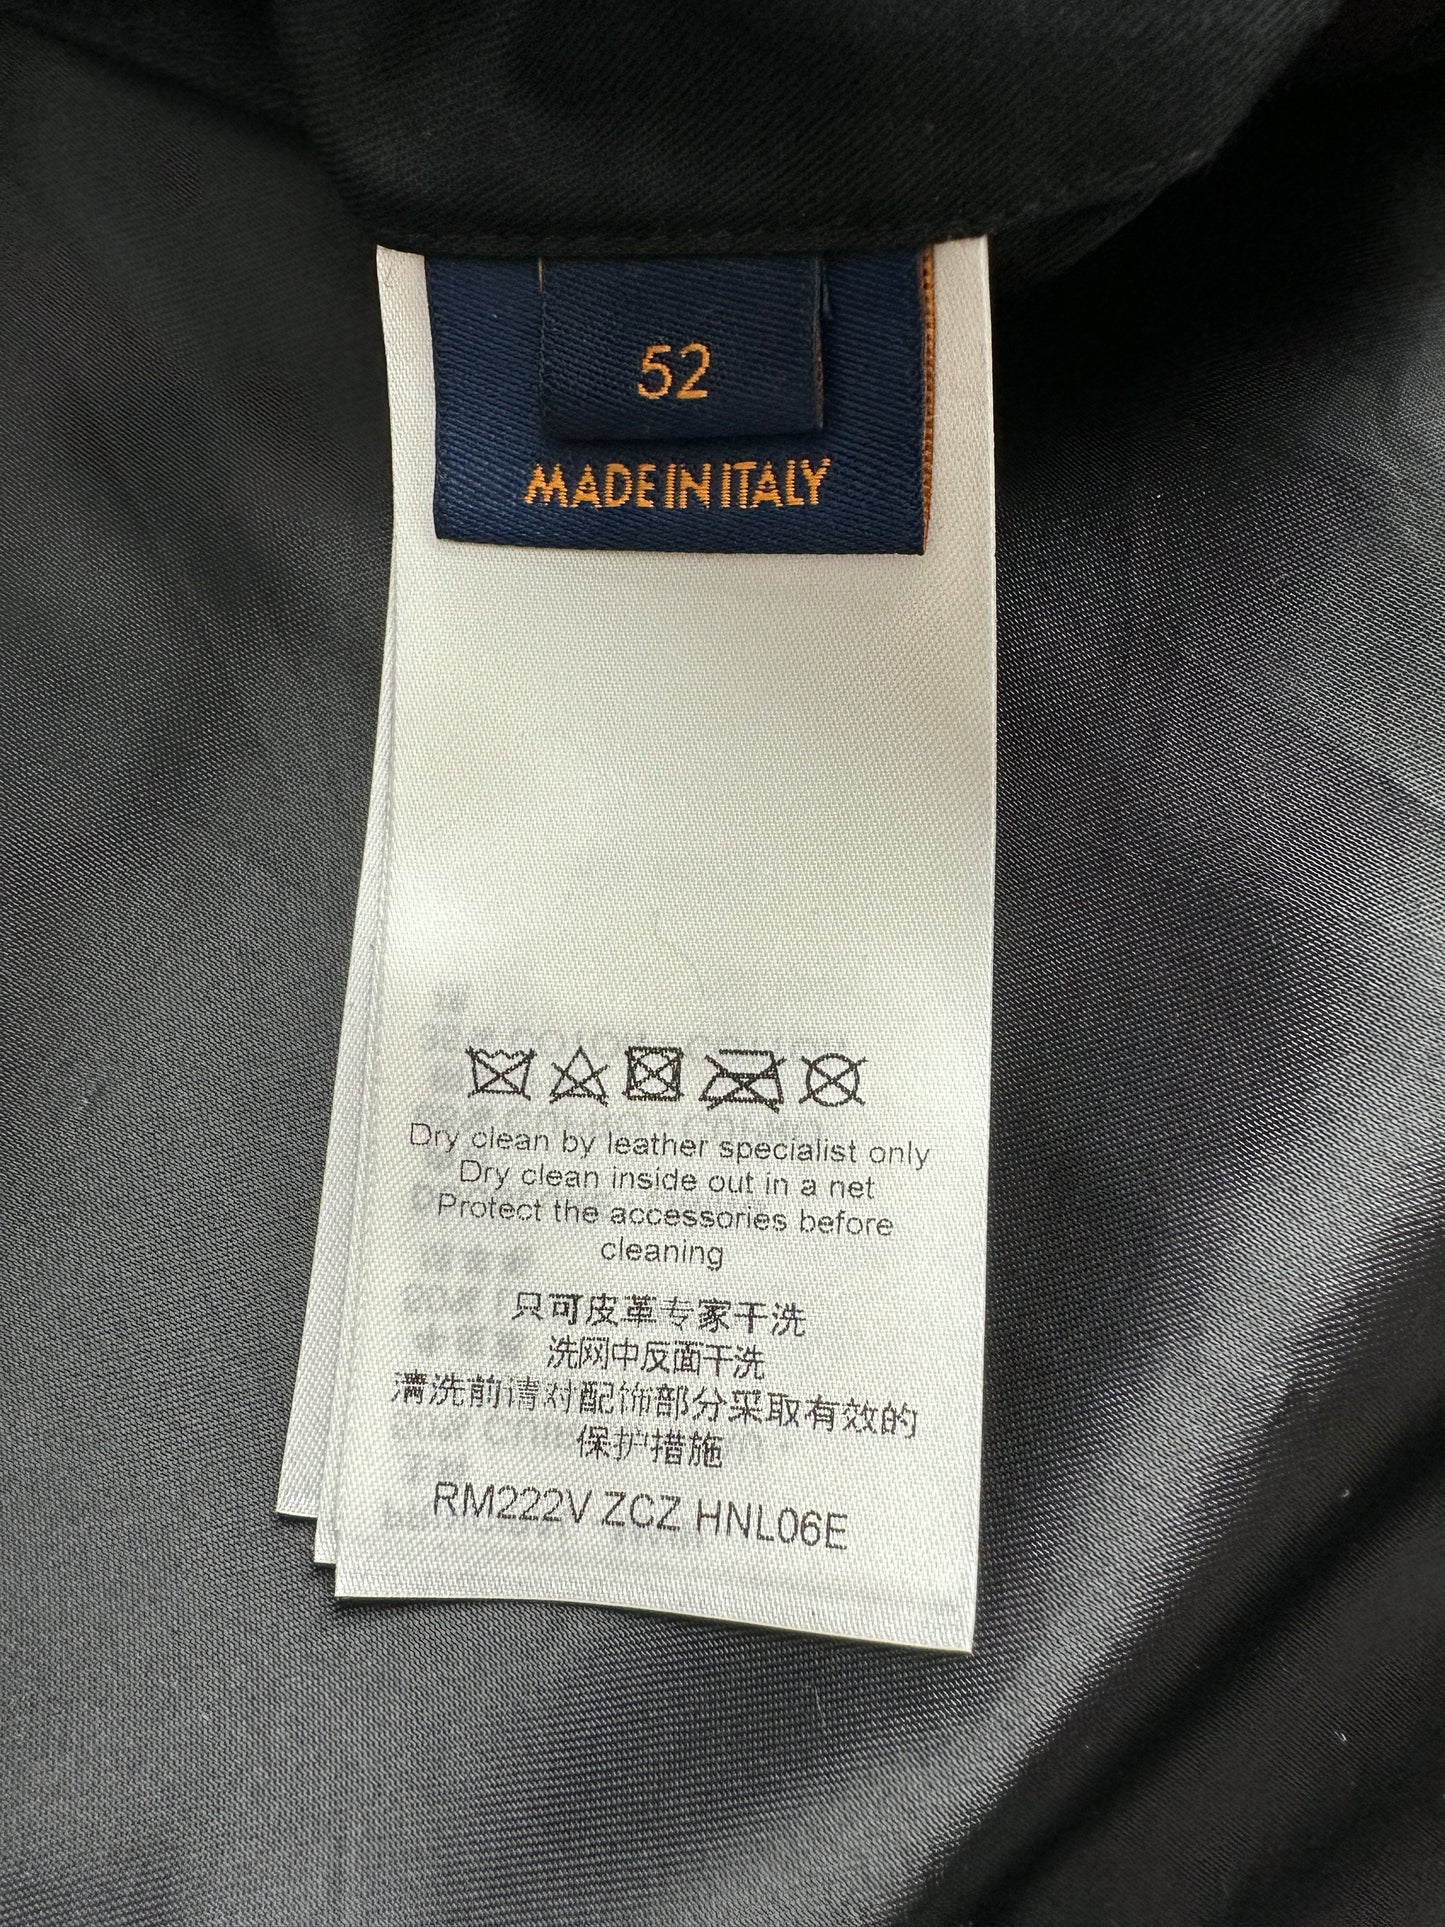 52
MADE IN ITALY
Dry clean by leather specialist only
Dry clean inside out in a net
Protect the accessories before
cleaning
只可皮革专家干洗
洗网中反面干洗
清洗前请对配饰部分采取有效的
保护措施
RM222V ZCZ HNL06E